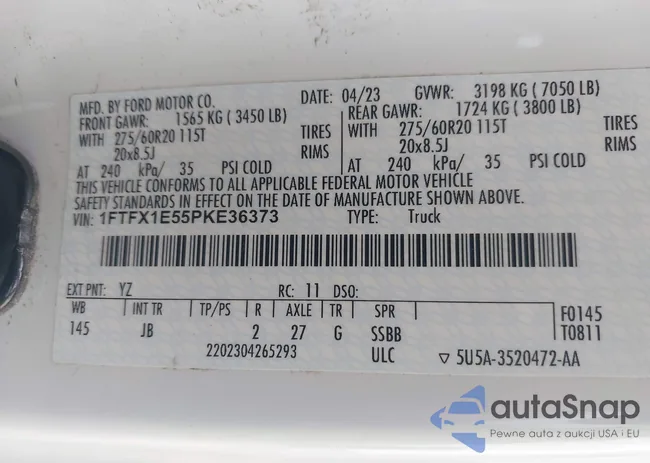 MFD. BY FORD MOTOR CO.
DATE: 04/23 GVWR: 3198 KG ( 7050 LB)
FRONT GAWR: 1565 KG ( 3450 LB) REAR GAWR: 1724 KG ( 3800 LB)
WITH 275/60R20 115T TIRES WITH 275/60R20 115T TIRES
20x8.5J RIMS 20x8.5J RIMS
AT 240 kPa/ 35 PSI COLD AT 240 kPa/ 35 PSI COLD
THIS VEHICLE CONFORMS TO ALL APPLICABLE FEDERAL MOTOR VEHICLE
SAFETY STANDARDS IN EFFECT ON THE DATE OF MANUFACTURE SHOWN ABOVE.
VIN: 1FTFX1E55PKE36373 TYPE: Truck
EXT PNT: YZ RC: 11 DSO:
WB INT TR TP/PS R AXLE TR SPR F0145
145 JB 2 27 G SSBB T0811
2202304265293 ULC ▽ 5U5A-3520472-AA
autaSnap
Pewne auta z aukcji USA i EU